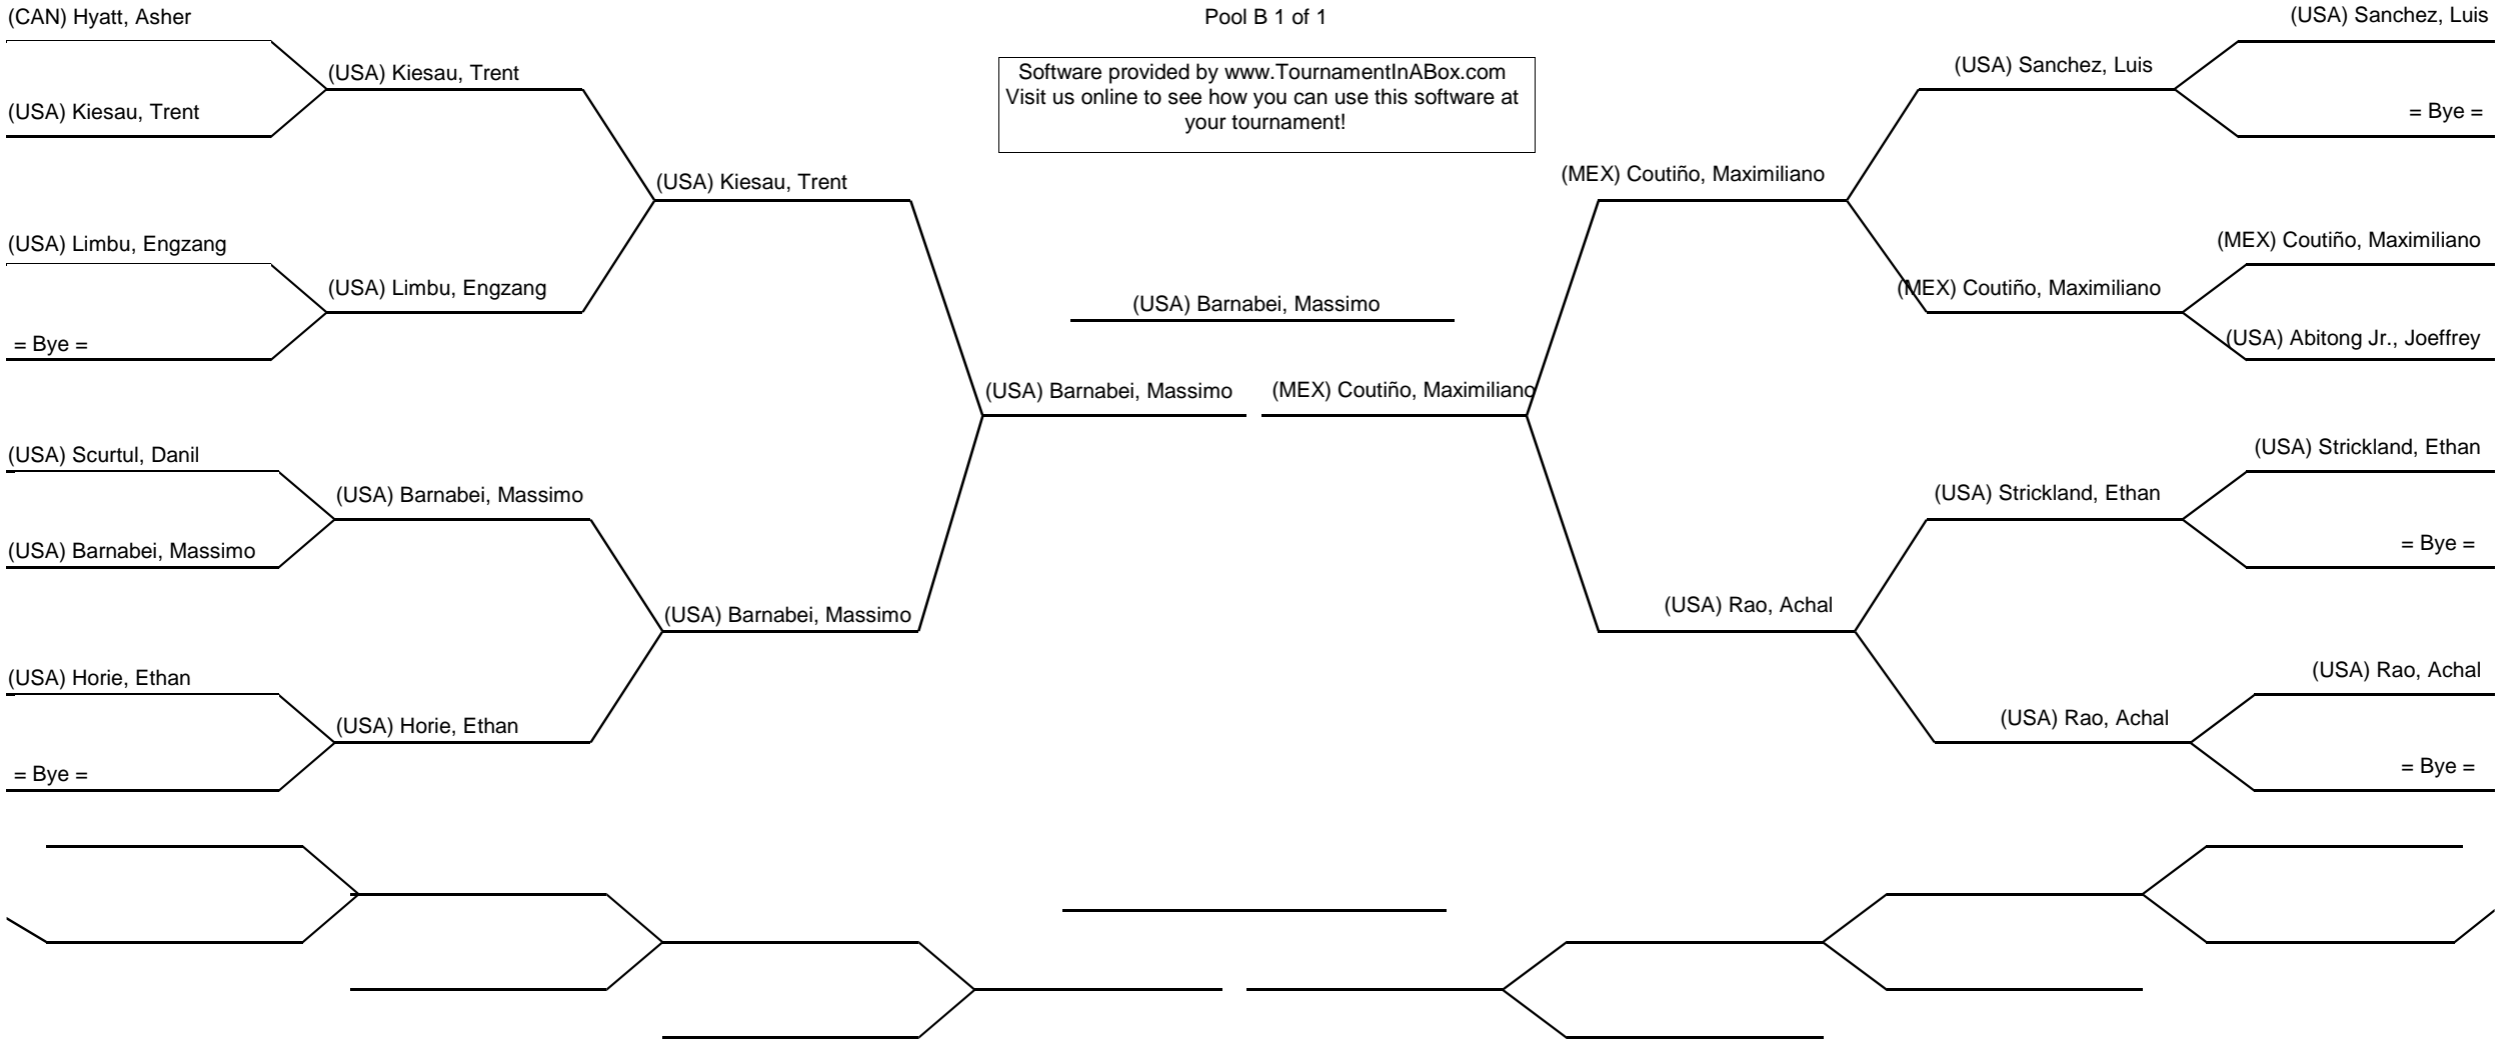 (CAN) Hyatt, Asher
Pool B 1 of 1
(USA) Sanchez, Luis
(USA) Kiesau, Trent
Software provided by www.TournamentInABox.com
Visit us online to see how you can use this software at
your tournament!
(USA) Sanchez, Luis
(USA) Kiesau, Trent
= Bye =
(USA) Kiesau, Trent
(MEX) Coutiño, Maximiliano
(USA) Limbu, Engzang
(MEX) Coutiño, Maximiliano
(USA) Limbu, Engzang
(USA) Barnabei, Massimo
(MEX) Coutiño, Maximiliano
= Bye =
(USA) Abitong Jr., Joeffrey
(USA) Barnabei, Massimo
(MEX) Coutiño, Maximiliano
(USA) Scurtul, Danil
(USA) Strickland, Ethan
(USA) Barnabei, Massimo
(USA) Strickland, Ethan
(USA) Barnabei, Massimo
= Bye =
(USA) Barnabei, Massimo
(USA) Rao, Achal
(USA) Horie, Ethan
(USA) Rao, Achal
(USA) Horie, Ethan
(USA) Rao, Achal
= Bye =
= Bye =